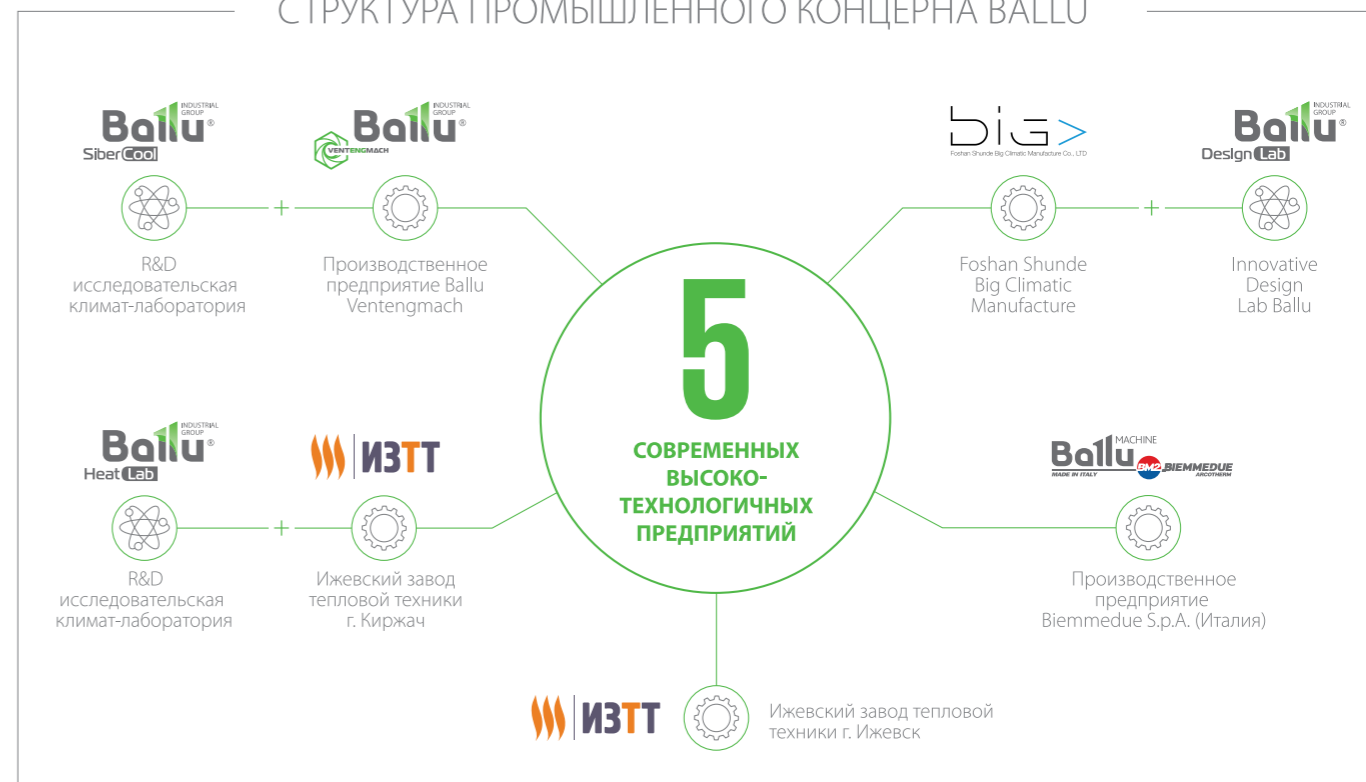 СТРУКТУРА ПРОМЫШЛЕННОГО КОНЦЕРНА BALLU
Ballu®
INDUSTRIAL
GROUP
SiberCool
R&D
исследовательская
климат-лаборатория
+
Ballu®
INDUSTRIAL
GROUP
VENTENGMACH
Производственное
предприятие Ballu
Ventengmach
BIG
Foshan Shunde Big Climatic Manufacture Co., LTD
Foshan Shunde
Big Climatic
Manufacture
+
Ballu®
INDUSTRIAL
GROUP
Design Lab
Innovative
Design
Lab Ballu
5
СОВРЕМЕННЫХ
ВЫСОКО-
ТЕХНОЛОГИЧНЫХ
ПРЕДПРИЯТИЙ
Ballu®
INDUSTRIAL
GROUP
Heat Lab
R&D
исследовательская
климат-лаборатория
+
ИЗТТ
Ижевский завод
тепловой техники
г. Киржач
Ballu
MACHINE
MADE IN ITALY
BM2 BIEMMEDUE
ARCOTHERM
Производственное
предприятие
Biemmedue S.p.A. (Италия)
ИЗТТ
Ижевский завод тепловой
техники г. Ижевск